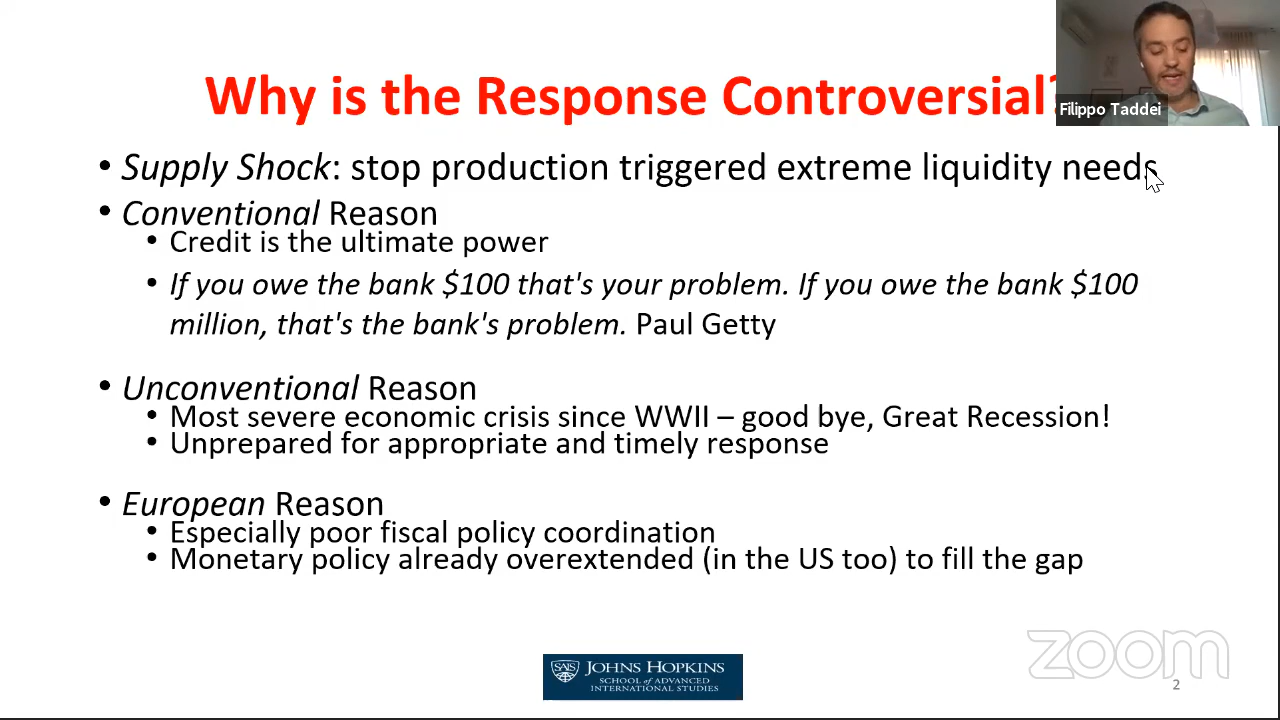 Why is the Response Controversial?
Filippo Taddei
• Supply Shock: stop production triggered extreme liquidity needs
• Conventional Reason
• Credit is the ultimate power
• If you owe the bank $100 that's your problem. If you owe the bank $100
million, that's the bank's problem. Paul Getty
• Unconventional Reason
• Most severe economic crisis since WWII – good bye, Great Recession!
• Unprepared for appropriate and timely response
• European Reason
• Especially poor fiscal policy coordination
• Monetary policy already overextended (in the US too) to fill the gap
SAIS
JOHNS HOPKINS
SCHOOL of ADVANCED
INTERNATIONAL STUDIES
zoom
2